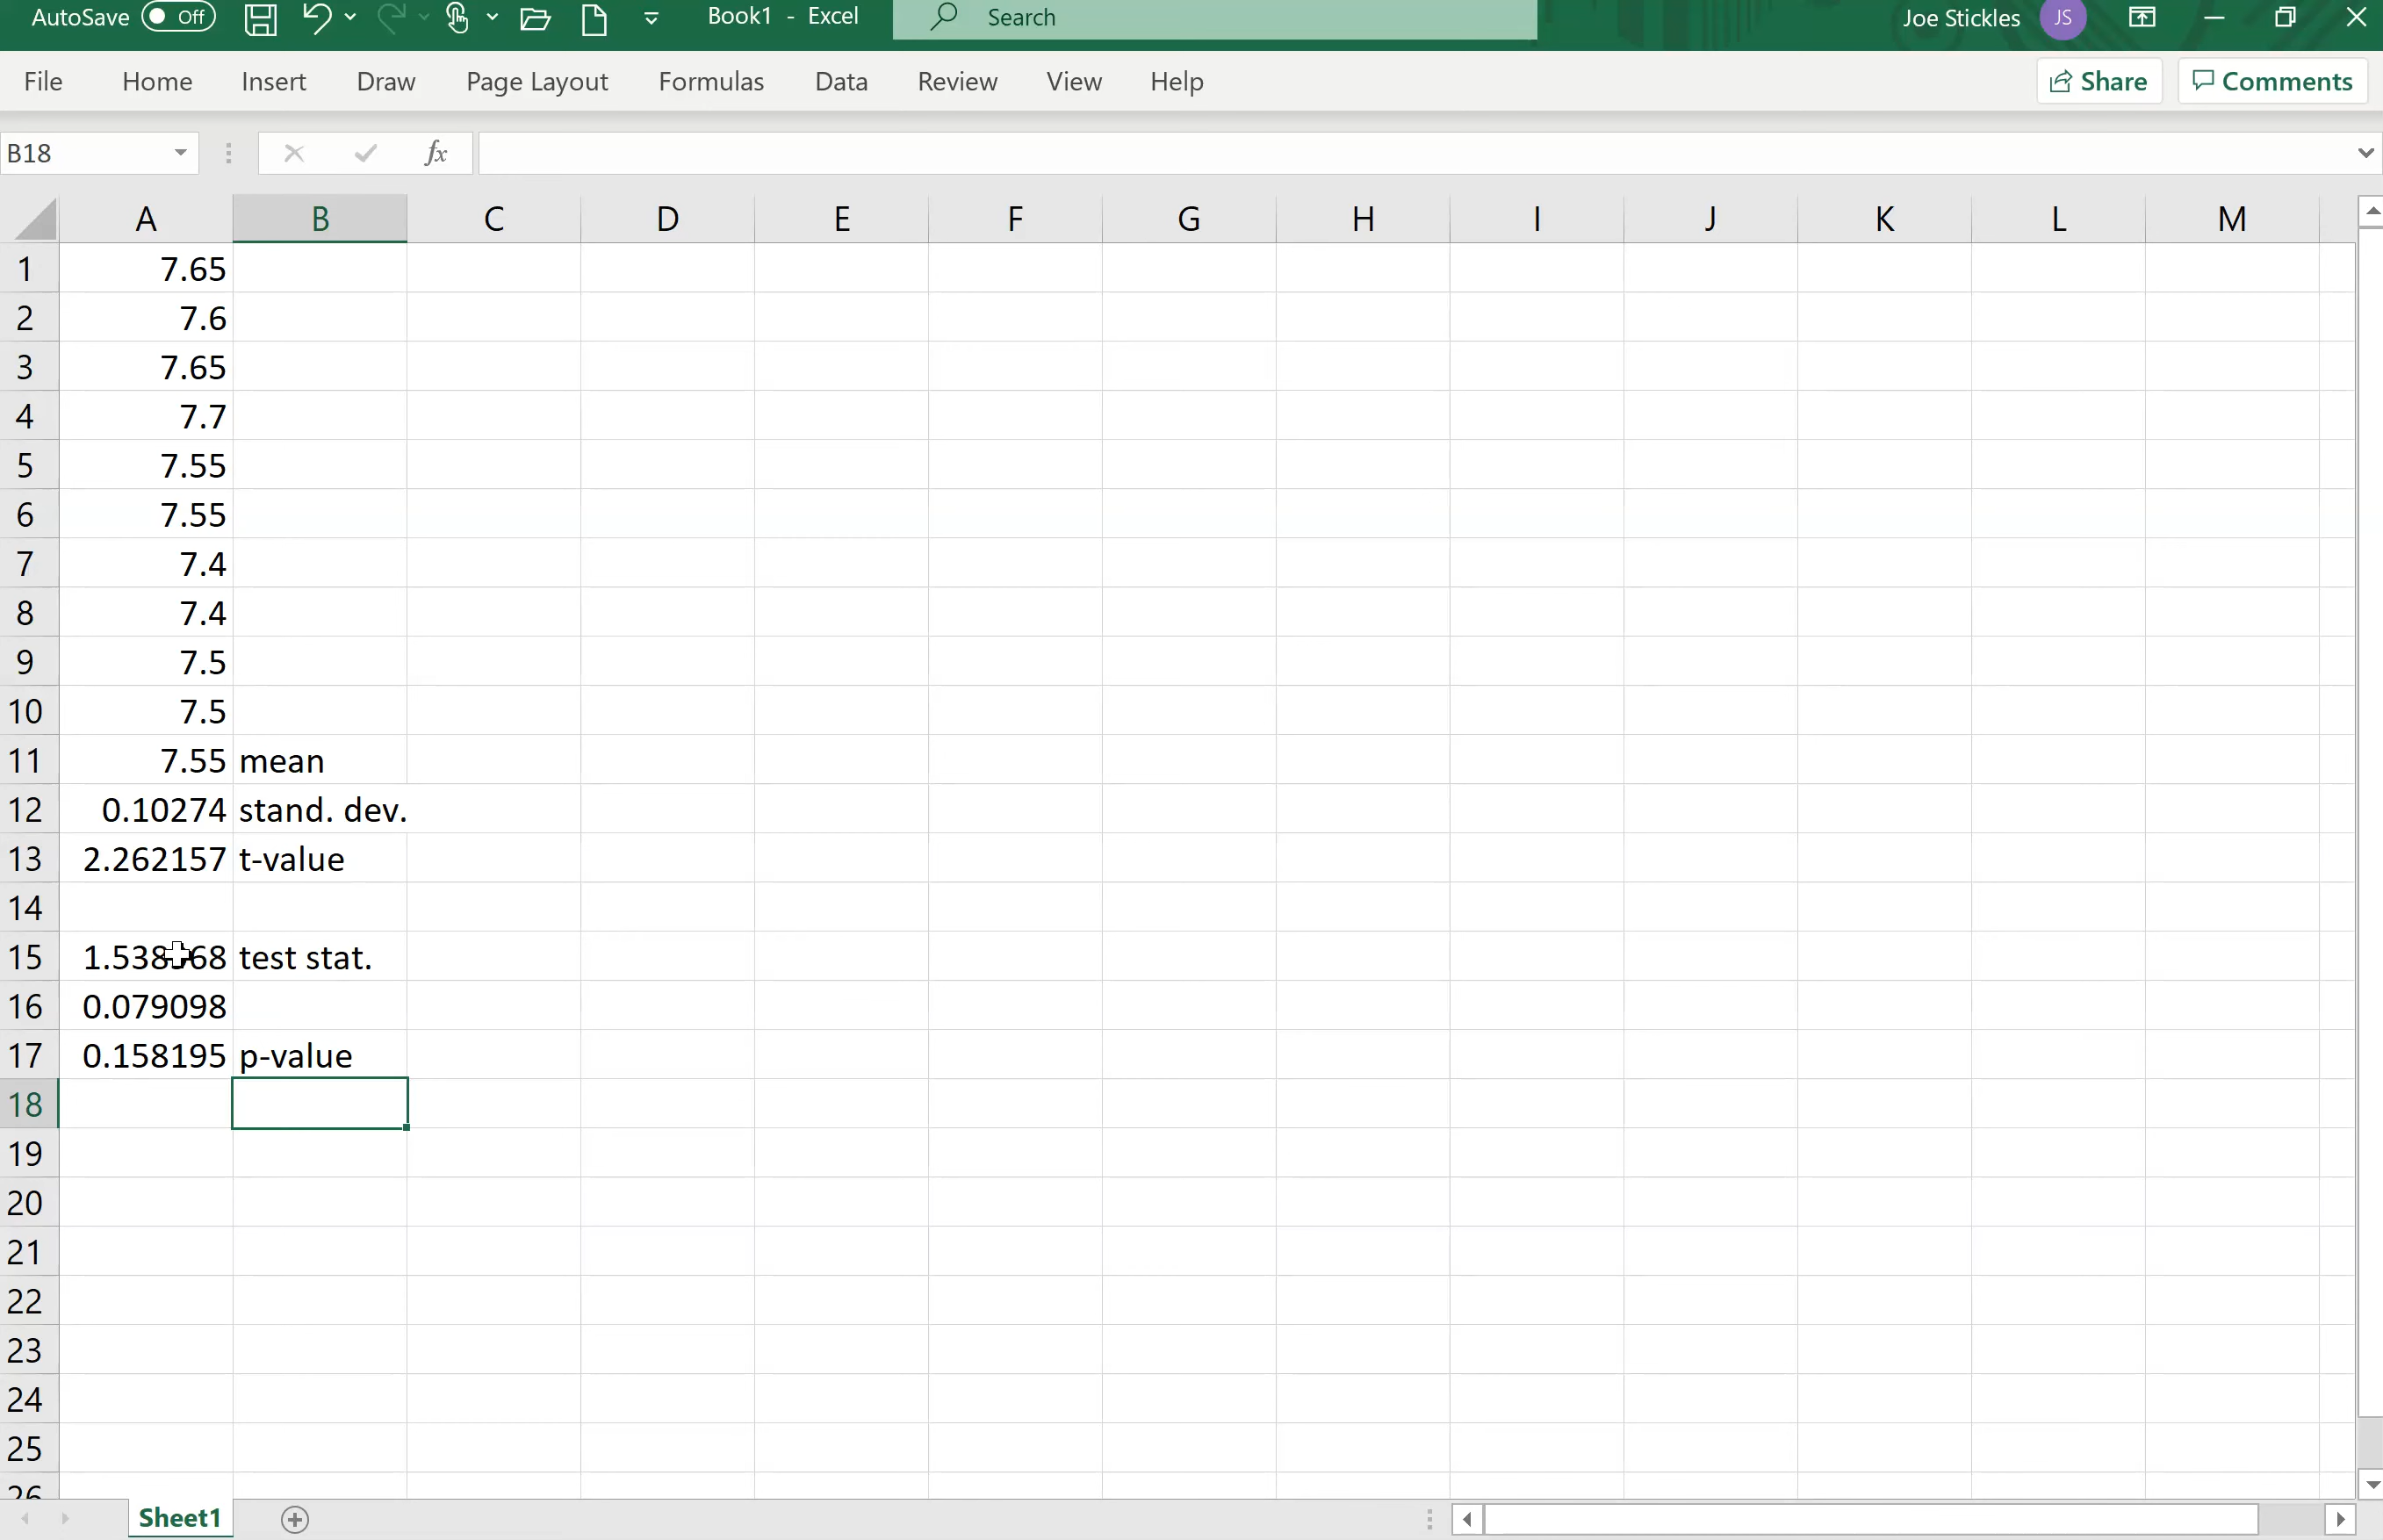 AutoSave Off Book1 - Excel Search Joe Stickles JS
File Home Insert Draw Page Layout Formulas Data Review View Help Share Comments
B18 fx
A B C D E F G H I J K L M
1 7.65
2 7.6
3 7.65
4 7.7
5 7.55
6 7.55
7 7.4
8 7.4
9 7.5
10 7.5
11 7.55 mean
12 0.10274 stand. dev.
13 2.262157 t-value
14
15 test stat.
16 0.079098
17 0.158195 p-value
18
19
20
21
22
23
24
25
26
Sheet1